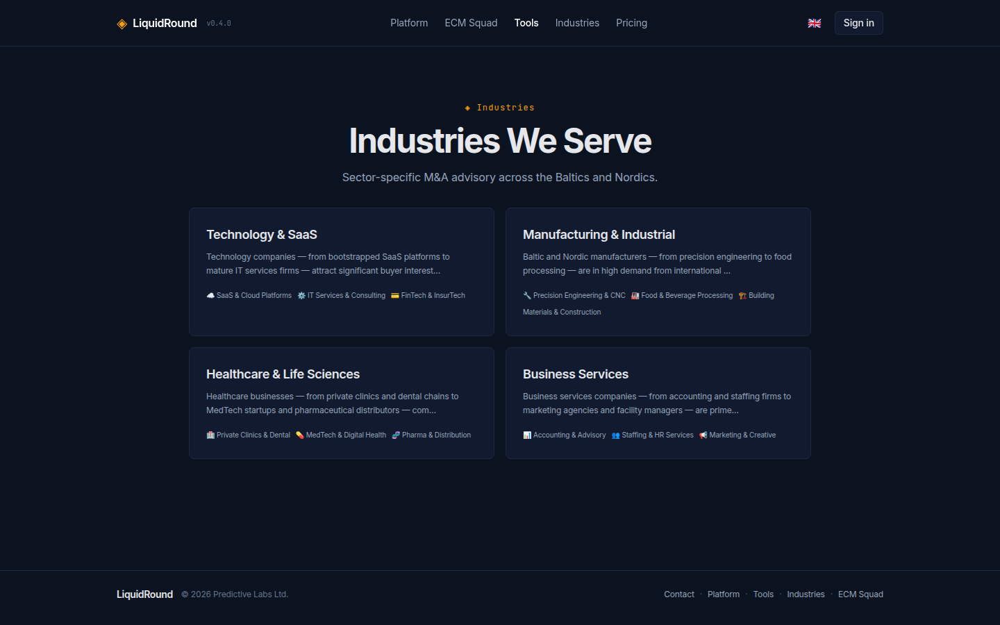 ◈ LiquidRound v0.4.0 Platform ECM Squad Tools Industries Pricing 🇬🇧 Sign in
◈ Industries
Industries We Serve
Sector-specific M&A advisory across the Baltics and Nordics.
Technology & SaaS
Technology companies — from bootstrapped SaaS platforms to
mature IT services firms — attract significant buyer interest...
☁️ SaaS & Cloud Platforms ⚙️ IT Services & Consulting 💳 FinTech & InsurTech
Manufacturing & Industrial
Baltic and Nordic manufacturers — from precision engineering to food
processing — are in high demand from international ...
🔧 Precision Engineering & CNC 🏭 Food & Beverage Processing 🏗️ Building
Materials & Construction
Healthcare & Life Sciences
Healthcare businesses — from private clinics and dental chains to
MedTech startups and pharmaceutical distributors — com...
🏥 Private Clinics & Dental 💊 MedTech & Digital Health 🧬 Pharma & Distribution
Business Services
Business services companies — from accounting and staffing firms to
marketing agencies and facility managers — are prime...
📊 Accounting & Advisory 👥 Staffing & HR Services 📢 Marketing & Creative
LiquidRound © 2026 Predictive Labs Ltd. Contact · Platform · Tools · Industries · ECM Squad